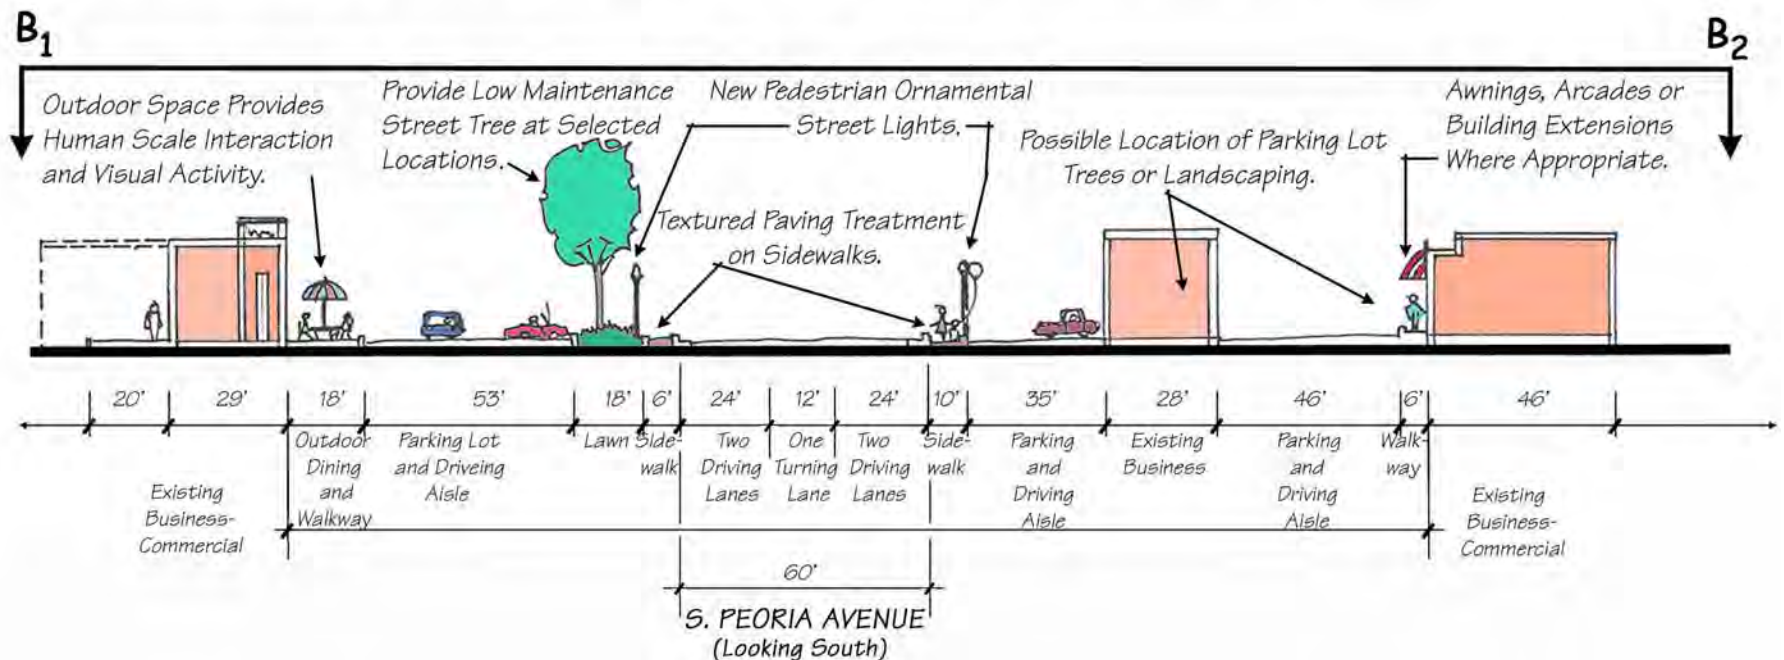 B1
B2
Outdoor Space Provides
Human Scale Interaction
and Visual Activity.
Provide Low Maintenance
Street Tree at Selected
Locations.
New Pedestrian Ornamental
Street Lights.
Textured Paving Treatment
on Sidewalks.
Possible Location of Parking Lot
Trees or Landscaping.
Awnings, Arcades or
Building Extensions
Where Appropriate.
20' 29' 18' 53' 18' 6' 24' 12' 24' 10' 35' 28' 46' 6' 46'
Existing
Business-
Commercial
Outdoor
Dining
and
Walkway
Parking Lot
and Driveing
Aisle
Lawn
Side-
walk
Two
Driving
Lanes
One
Turning
Lane
Two
Driving
Lanes
Side-
walk
Parking
and
Driving
Aisle
Existing
Business
Parking
and
Driving
Aisle
Walk-
way
Existing
Business-
Commercial
60'
S. PEORIA AVENUE
(Looking South)